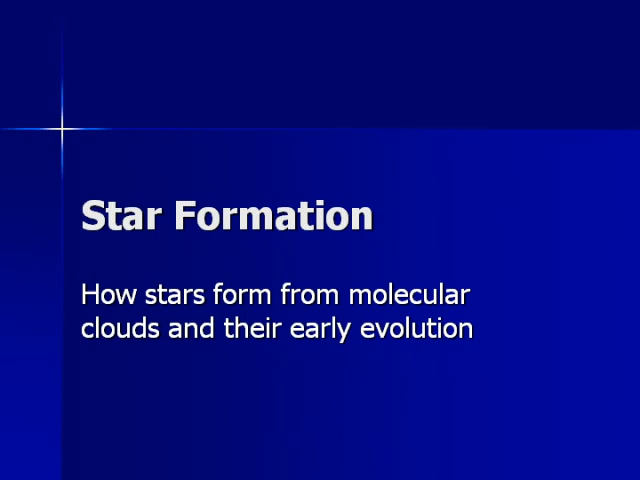 Star Formation
How stars form from molecular
clouds and their early evolution